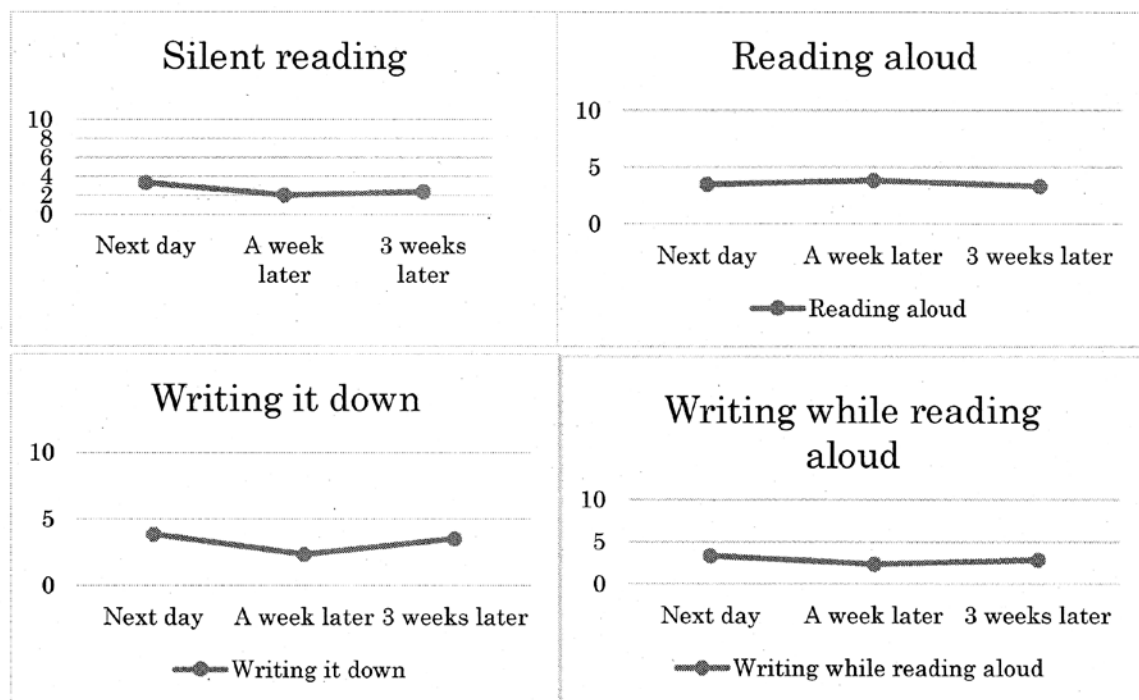 Silent reading
10
8
6
4
2
0
Next day
A week
later
3 weeks
later
Reading aloud
10
5
0
Next day A week later 3 weeks later
Reading aloud
Writing it down
10
5
0
Next day A week later 3 weeks later
Writing it down
Writing while reading
aloud
10
5
0
Next day A week later 3 weeks later
Writing while reading aloud